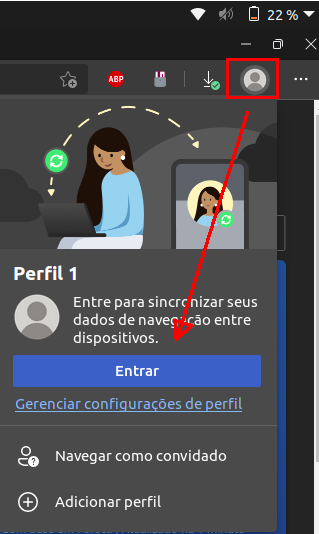 22 %
ABP
Perfil 1
Entre para sincronizar seus
dados de navegação entre
dispositivos.
Entrar
Gerenciar configurações de perfil
Navegar como convidado
Adicionar perfil